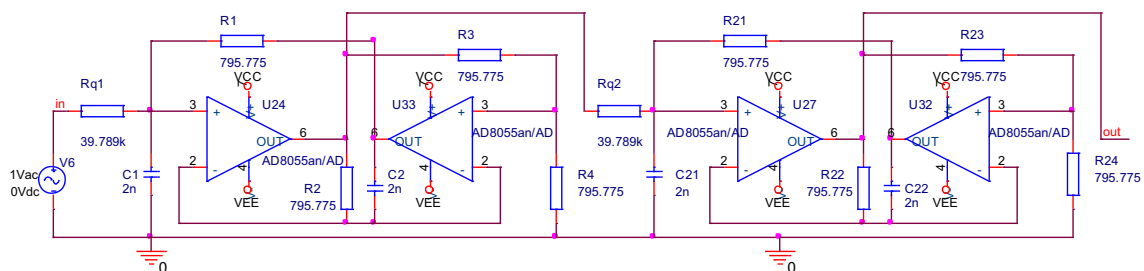 R1
795.775
R3
795.775
R21
795.775
R23
795.775
VCC
VCC
VCC
VCC
in
Rq1
39.789k
3
+
V+
U24
OUT
6
2
-
V-
4
VEE
AD8055an/AD
U33
3
+
V+
6
OUT
2
-
V-
4
VEE
AD8055an/AD
Rq2
39.789k
3
+
V+
U27
OUT
6
2
-
V-
4
VEE
AD8055an/AD
U32
3
+
V+
6
OUT
2
-
V-
4
VEE
AD8055an/AD
out
V6
1Vac
0Vdc
C1
2n
R2
795.775
C2
2n
R4
795.775
C21
2n
R22
795.775
C22
2n
R24
795.775
0
0